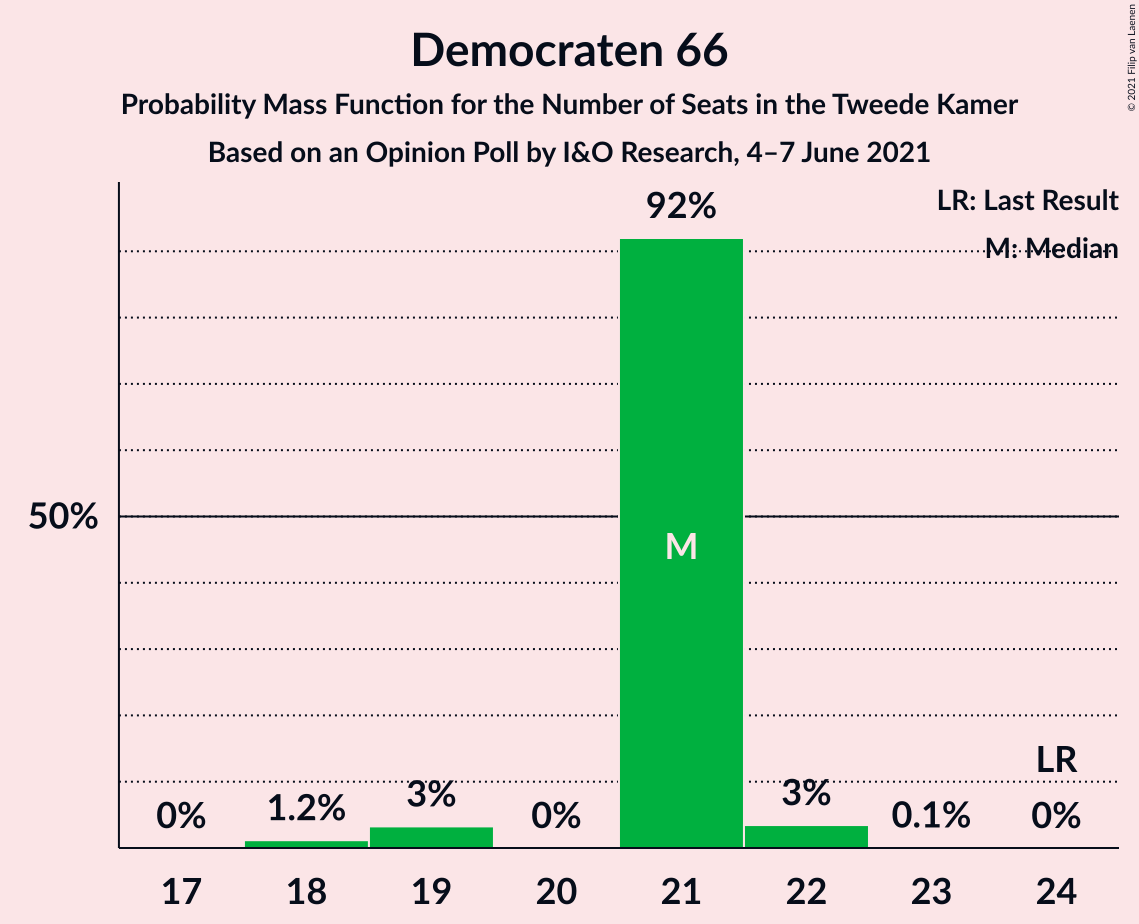 Democraten 66
Probability Mass Function for the Number of Seats in the Tweede Kamer
Based on an Opinion Poll by I&O Research, 4–7 June 2021
© 2021 Filip van Laenen
LR: Last Result
M: Median
92%
50%
M
LR
0%
1.2%
3%
0%
3%
0.1%
0%
17
18
19
20
21
22
23
24